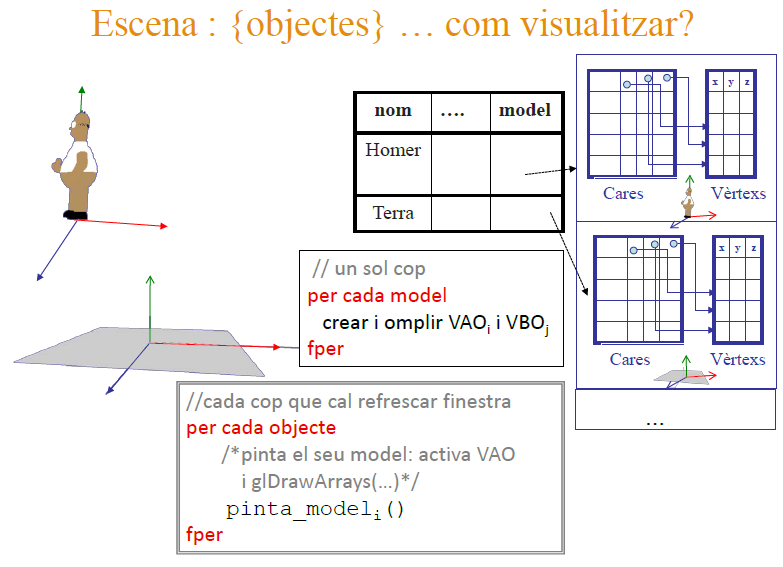 Escena : {objectes} … com visualitzar?
nom …. model
Homer
Terra
x y z
Cares Vèrtexs
x y z
Cares Vèrtexs
…
// un sol cop
per cada model
crear i omplir VAOi i VBOj
fper
//cada cop que cal refrescar finestra
per cada objecte
/*pinta el seu model: activa VAO
i glDrawArrays(…)*/
pinta_modeli()
fper